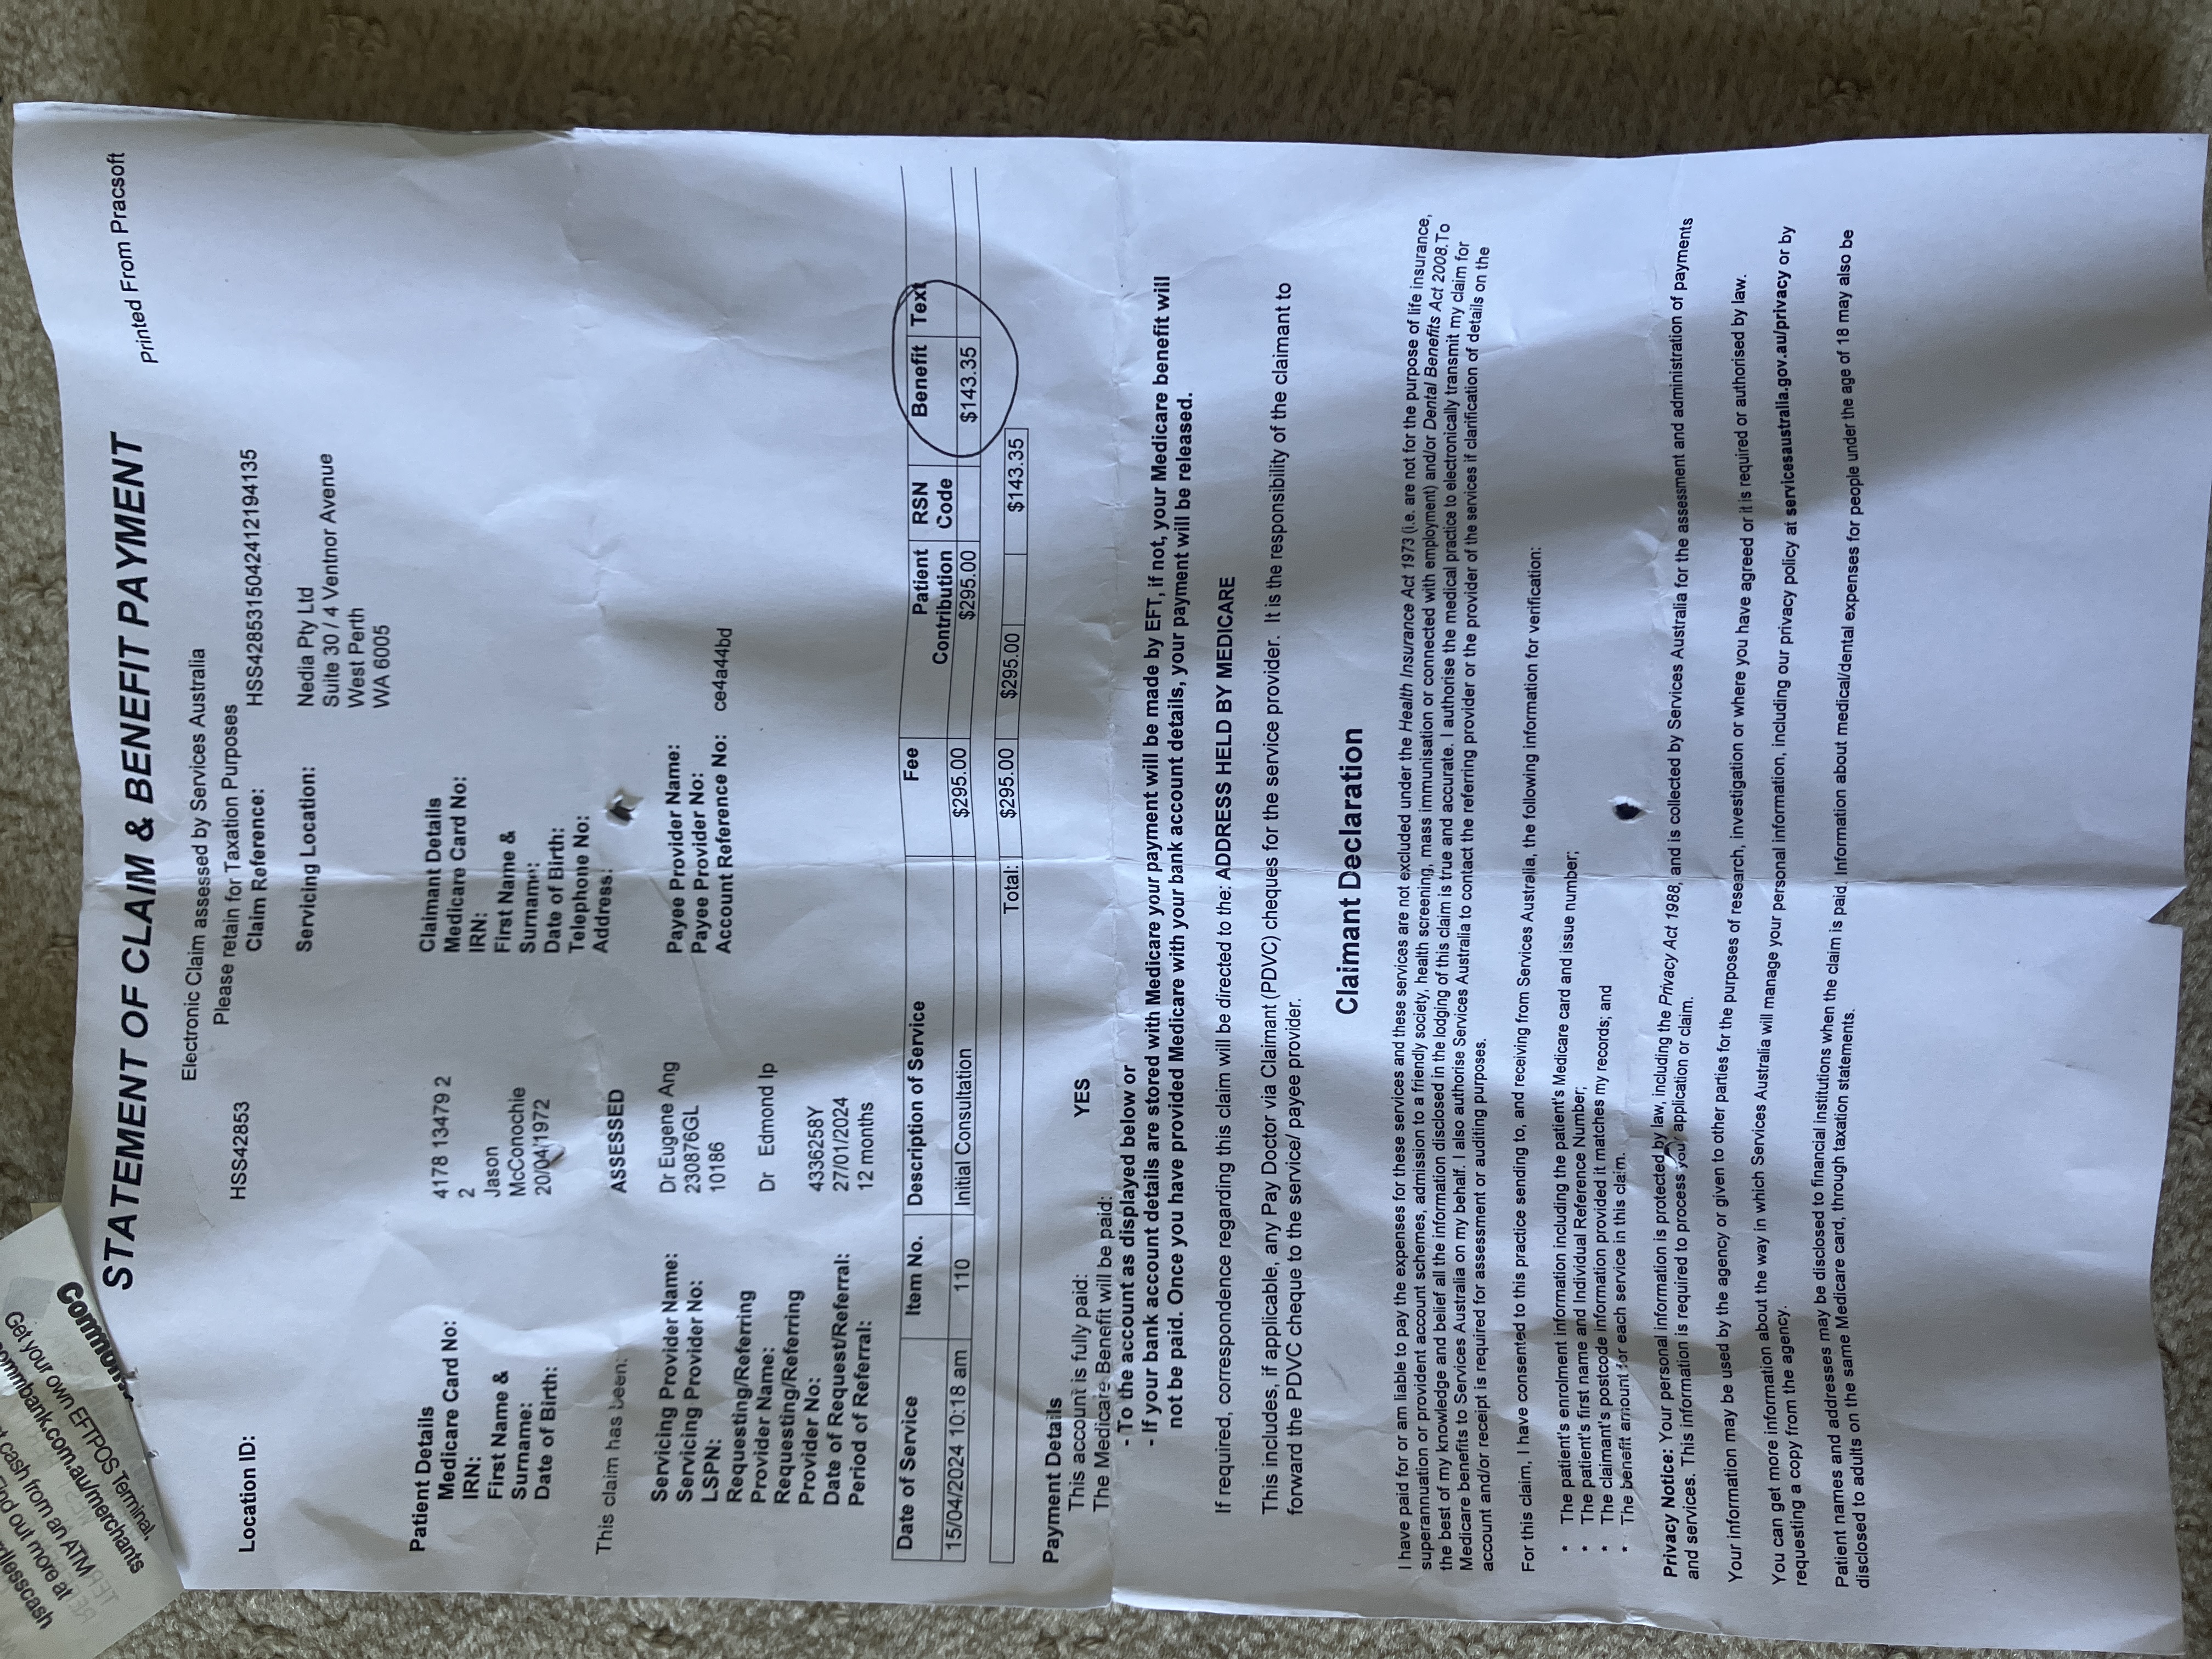 Get your own EFTPOS Terminal,
commbank.com.au/merchants
cash from an ATM
find out more at
STATEMENT OF CLAIM & BENEFIT PAYMENT
Printed From Pracsoft
Electronic Claim assessed by Services Australia
Please retain for Taxation Purposes
Location ID: HSS42853
Claim Reference: HSS4285315042412194135
Servicing Location: Nedia Pty Ltd
Suite 30 / 4 Ventnor Avenue
West Perth
WA 6005
Patient Details
Medicare Card No: 4178 13479 2
IRN: 2
First Name & Jason
Surname: McConochie
Date of Birth: 20/04/1972
Claimant Details
Medicare Card No:
IRN:
First Name &
Surname:
Date of Birth:
Telephone No:
Address:
This claim has been: ASSESSED
Servicing Provider Name: Dr Eugene Ang
Servicing Provider No: 230876GL
LSPN: 10186
Requesting/Referring
Provider Name: Dr Edmond Ip
Requesting/Referring
Provider No: 4336258Y
Date of Request/Referral: 27/01/2024
Period of Referral: 12 months
Payee Provider Name:
Payee Provider No:
Account Reference No: ce4a44bd
Date of Service Item No. Description of Service Fee Patient Contribution RSN Code Benefit Text
15/04/2024 10:18 am 110 Initial Consultation $295.00 $295.00 $143.35
Total: $295.00 $295.00 $143.35
Payment Details
This account is fully paid: YES
The Medicare Benefit will be paid:
- To the account as displayed below or
- If your bank account details are stored with Medicare your payment will be made by EFT, if not, your Medicare benefit will
not be paid. Once you have provided Medicare with your bank account details, your payment will be released.
If required, correspondence regarding this claim will be directed to the: ADDRESS HELD BY MEDICARE
This includes, if applicable, any Pay Doctor via Claimant (PDVC) cheques for the service provider. It is the responsibility of the claimant to
forward the PDVC cheque to the service/ payee provider.
Claimant Declaration
I have paid for or am liable to pay the expenses for these services and these services are not excluded under the Health Insurance Act 1973 (i.e. are not for the purpose of life insurance,
superannuation or provident account schemes, admission to a friendly society, health screening, mass immunisation or connected with employment) and/or Dental Benefits Act 2008.To
the best of my knowledge and belief all the information disclosed in the lodging of this claim is true and accurate. I authorise the medical practice to electronically transmit my claim for
Medicare benefits to Services Australia on my behalf. I also authorise Services Australia to contact the referring provider or the provider of the services if clarification of details on the
account and/or receipt is required for assessment or auditing purposes.
For this claim, I have consented to this practice sending to, and receiving from Services Australia, the following information for verification:
* The patient's enrolment information including the patient's Medicare card and issue number;
* The patient's first name and Individual Reference Number;
* The claimant's postcode information provided it matches my records; and
* The benefit amount for each service in this claim.
Privacy Notice: Your personal information is protected by law, including the Privacy Act 1988, and is collected by Services Australia for the assessment and administration of payments
and services. This information is required to process your application or claim.
Your information may be used by the agency or given to other parties for the purposes of research, investigation or where you have agreed or it is required or authorised by law.
You can get more information about the way in which Services Australia will manage your personal information, including our privacy policy at servicesaustralia.gov.au/privacy or by
requesting a copy from the agency.
Patient names and addresses may be disclosed to financial institutions when the claim is paid. Information about medical/dental expenses for people under the age of 18 may also be
disclosed to adults on the same Medicare card, through taxation statements.